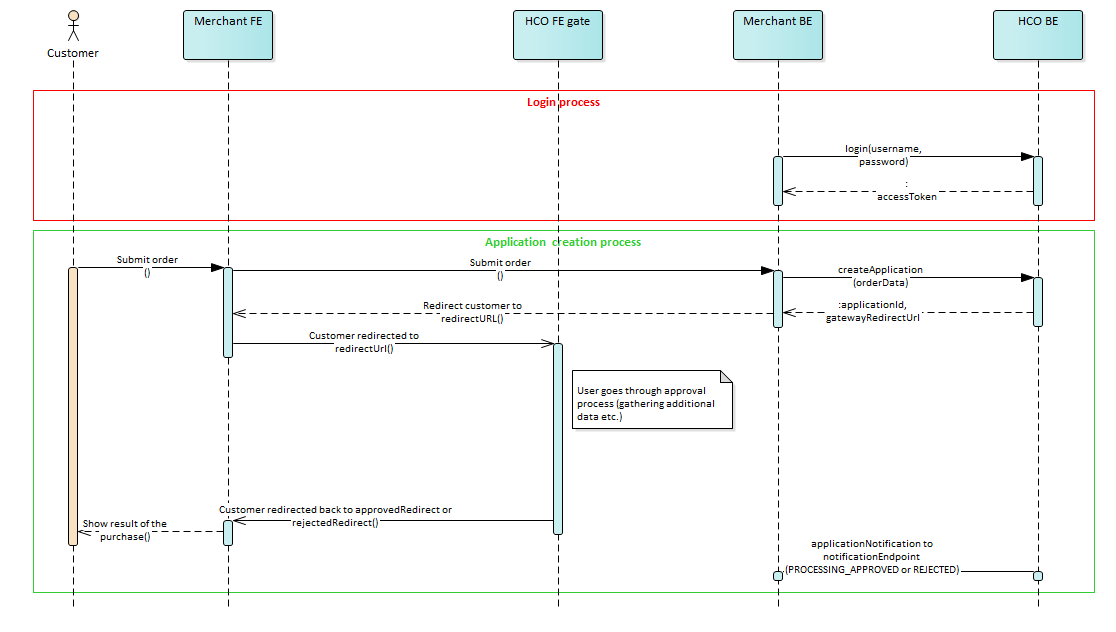 Merchant FE
HCO FE gate
Merchant BE
HCO BE
Customer
Login process
login(username,
password)
:
accessToken
Application creation process
Submit order
()
Submit order
()
createApplication
(orderData)
:applicationId,
gatewayRedirectUrl
Redirect customer to
redirectURL()
Customer redirected to
redirectUrl()
User goes through approval
process (gathering additional
data etc.)
Customer redirected back to approvedRedirect or
rejectedRedirect()
Show result of the
purchase()
applicationNotification to
notificationEndpoint
(PROCESSING_APPROVED or REJECTED)